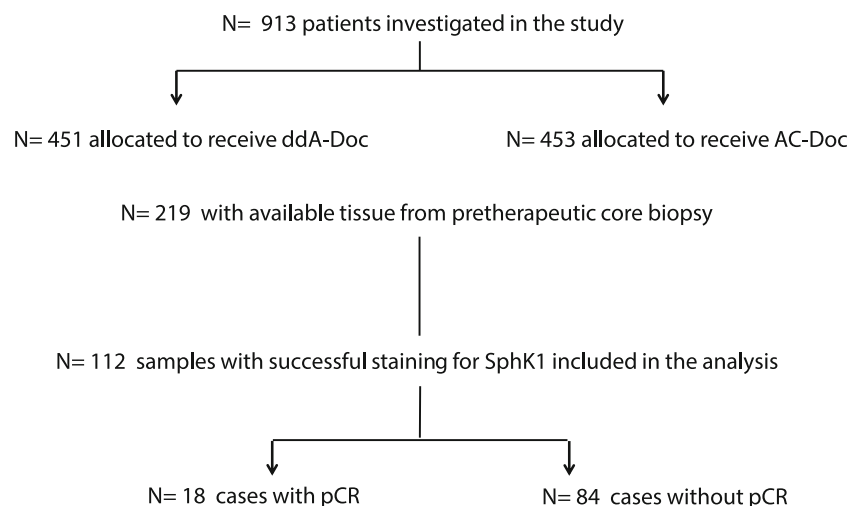 N= 913 patients investigated in the study
N= 451 allocated to receive ddA-Doc
N= 453 allocated to receive AC-Doc
N= 219 with available tissue from pretherapeutic core biopsy
N= 112 samples with successful staining for SphK1 included in the analysis
N= 18 cases with pCR
N= 84 cases without pCR